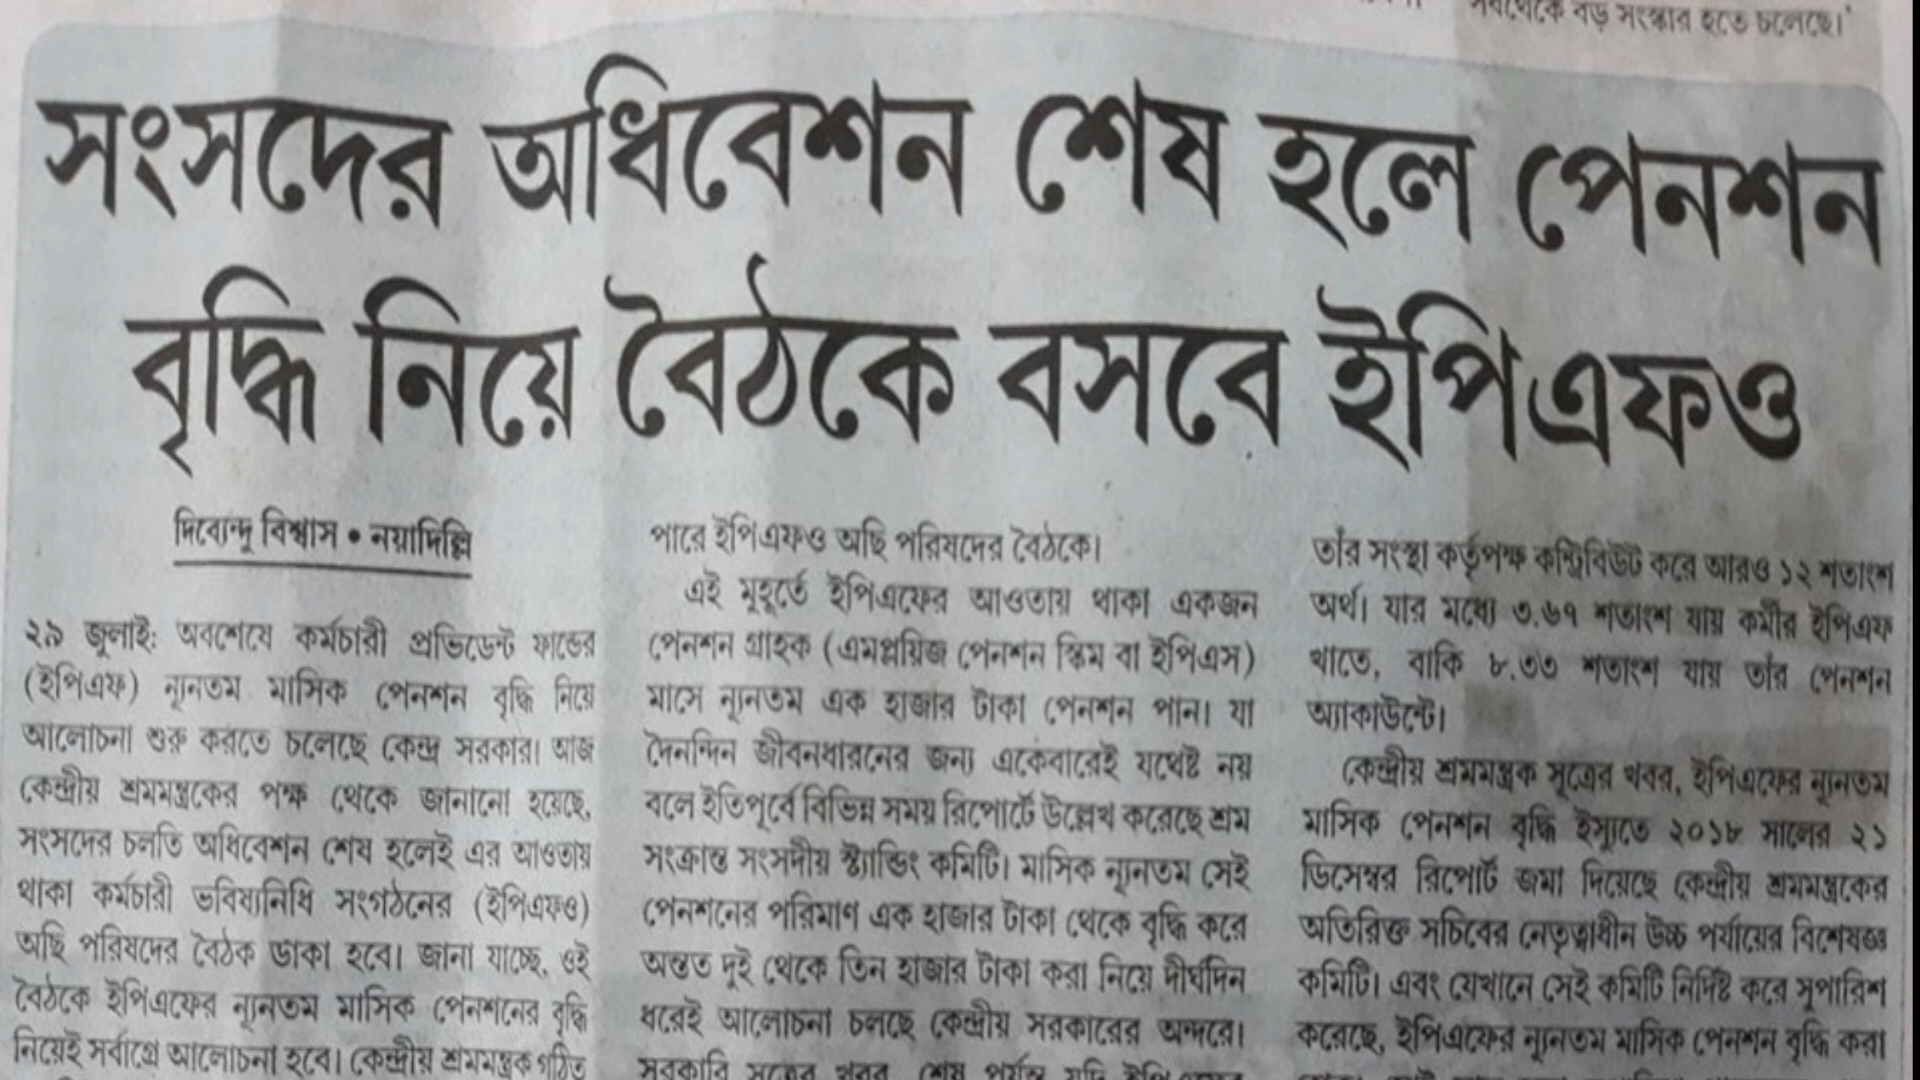 সবথেকে বড় সংস্কার হতে চলেছে।'
সংসদের অধিবেশন শেষ হলে পেনশন
বৃদ্ধি নিয়ে বৈঠকে বসবে ইপিএফও
দিব্যেন্দু বিশ্বাস • নয়াদিল্লি
২৯ জুলাই: অবশেষে কর্মচারী প্রভিডেন্ট ফান্ডের
(ইপিএফ) ন্যূনতম মাসিক পেনশন বৃদ্ধি নিয়ে
আলোচনা শুরু করতে চলেছে কেন্দ্র সরকার। আজ
কেন্দ্রীয় শ্রমমন্ত্রকের পক্ষ থেকে জানানো হয়েছে,
সংসদের চলতি অধিবেশন শেষ হলেই এর আওতায়
থাকা কর্মচারী ভবিষ্যনিধি সংগঠনের (ইপিএফও)
অছি পরিষদের বৈঠক ডাকা হবে। জানা যাচ্ছে, ওই
বৈঠকে ইপিএফের ন্যূনতম মাসিক পেনশনের বৃদ্ধি
নিয়েই সর্বাগ্রে আলোচনা হবে। কেন্দ্রীয় শ্রমমন্ত্রক গঠিত
পারে ইপিএফও অছি পরিষদের বৈঠকে।
এই মুহূর্তে ইপিএফের আওতায় থাকা একজন
পেনশন গ্রাহক (এমপ্লয়িজ পেনশন স্কিম বা ইপিএস)
মাসে ন্যূনতম এক হাজার টাকা পেনশন পান। যা
দৈনন্দিন জীবনধারনের জন্য একেবারেই যথেষ্ট নয়
বলে ইতিপূর্বে বিভিন্ন সময় রিপোর্টে উল্লেখ করেছে শ্রম
সংক্রান্ত সংসদীয় স্ট্যান্ডিং কমিটি। মাসিক ন্যূনতম সেই
পেনশনের পরিমাণ এক হাজার টাকা থেকে বৃদ্ধি করে
অন্তত দুই থেকে তিন হাজার টাকা করা নিয়ে দীর্ঘদিন
ধরেই আলোচনা চলছে কেন্দ্রীয় সরকারের অন্দরে।
সরকারি সূত্রের খবর, শেষ পর্যন্ত যদি ইপিএফের
তাঁর সংস্থা কর্তৃপক্ষ কন্ট্রিবিউট করে আরও ১২ শতাংশ
অর্থ। যার মধ্যে ৩.৬৭ শতাংশ যায় কর্মীর ইপিএফ
খাতে, বাকি ৮.৩৩ শতাংশ যায় তাঁর পেনশন
অ্যাকাউন্টে।
কেন্দ্রীয় শ্রমমন্ত্রক সূত্রের খবর, ইপিএফের ন্যূনতম
মাসিক পেনশন বৃদ্ধি ইস্যুতে ২০১৮ সালের ২১
ডিসেম্বর রিপোর্ট জমা দিয়েছে কেন্দ্রীয় শ্রমমন্ত্রকের
অতিরিক্ত সচিবের নেতৃত্বাধীন উচ্চ পর্যায়ের বিশেষজ্ঞ
কমিটি। এবং যেখানে সেই কমিটি নির্দিষ্ট করে সুপারিশ
করেছে, ইপিএফের ন্যূনতম মাসিক পেনশন বৃদ্ধি করা